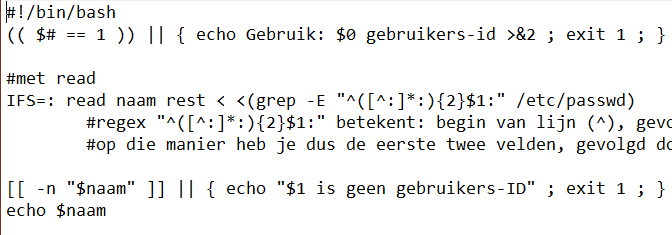 #!/bin/bash
(( $# == 1 )) || { echo Gebruik: $0 gebruikers-id >&2 ; exit 1 ; }
#met read
IFS=: read naam rest < <(grep -E "^([^:]*:){2}$1:" /etc/passwd)
#regex "^([^:]*:){2}$1:" betekent: begin van lijn (^),
#op die manier heb je dus de eerste twee velden, gevolgd
[[ -n "$naam" ]] || { echo "$1 is geen gebruikers-ID" ; exit 1 ; }
echo $naam